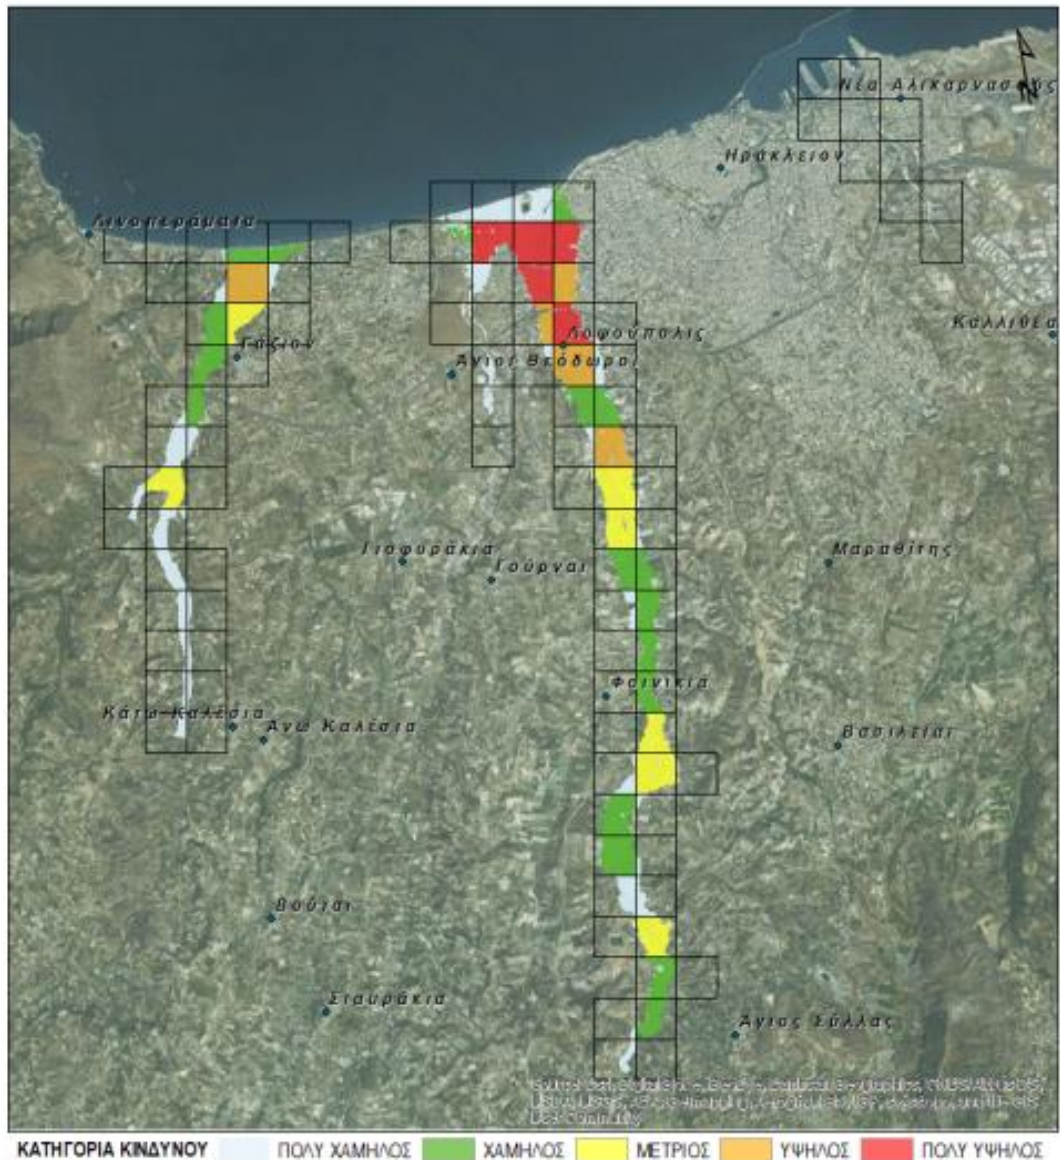 Νέα Αλικαρνασσός
Ηράκλειον
Λινοπεράματα
Καλλιθέα
Λοφούπολις
Γάζιον
Άγιοι Θεόδωροι
Γιοφυράκια
Γούρναι
Μαραθίτης
Φοινικιά
Κάτω Καλέσια
Άνω Καλέσια
Βασιλείαι
Βούται
Σταυράκια
Άγιος Σύλλας
ΚΑΤΗΓΟΡΙΑ ΚΙΝΔΥΝΟΥ ΠΟΛΥ ΧΑΜΗΛΟΣ ΧΑΜΗΛΟΣ ΜΕΤΡΙΟΣ ΥΨΗΛΟΣ ΠΟΛΥ ΥΨΗΛΟΣ